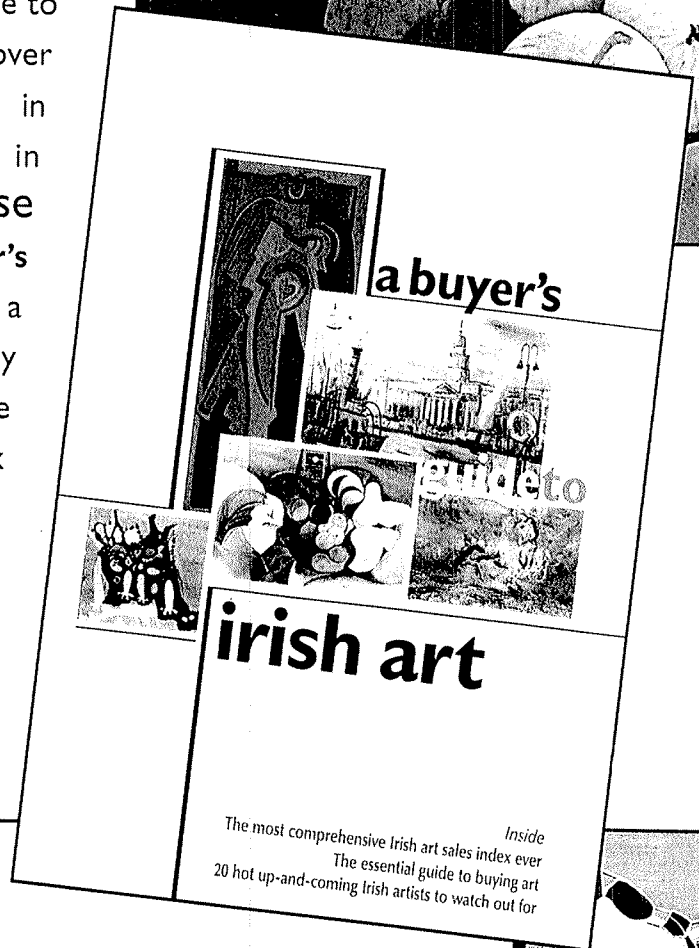 e to
over
in
in
se
r's
a
y
e
k
a buyer's
guide to
irish art
Inside
The most comprehensive Irish art sales index ever
The essential guide to buying art
20 hot up-and-coming Irish artists to watch out for